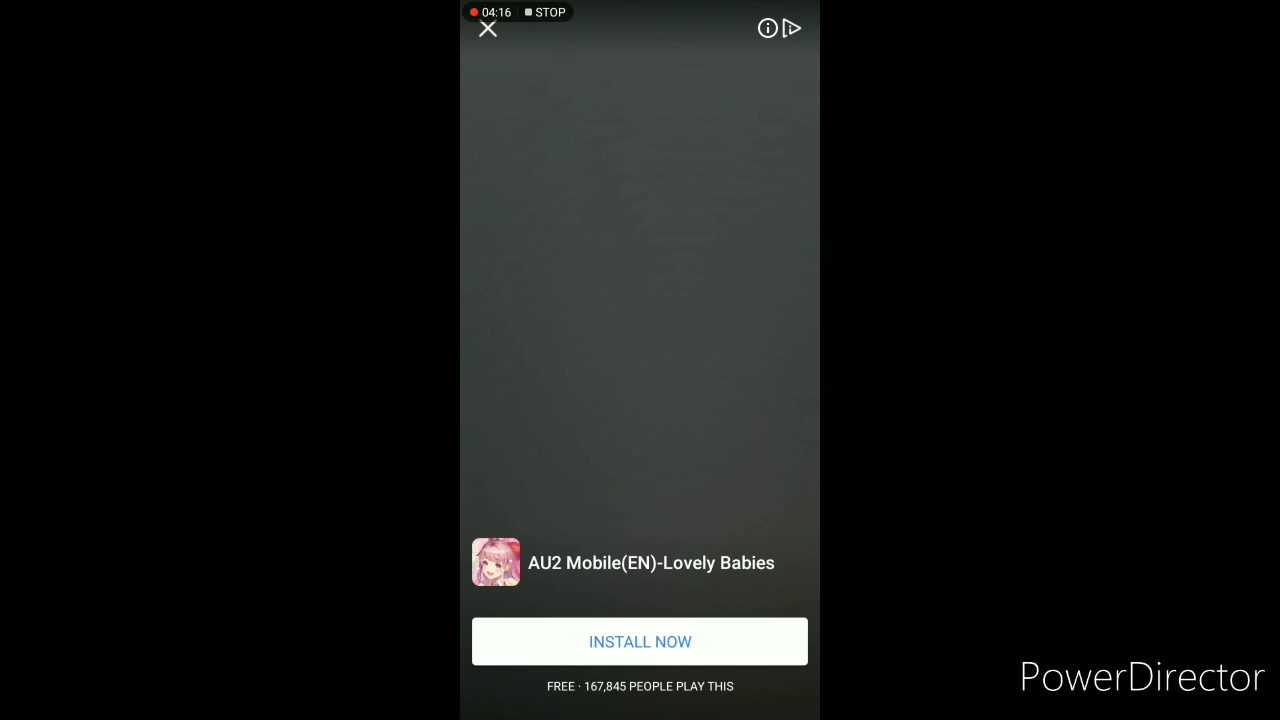 04:16 STOP
AU2 Mobile(EN)-Lovely Babies
INSTALL NOW
FREE · 167,845 PEOPLE PLAY THIS
PowerDirector